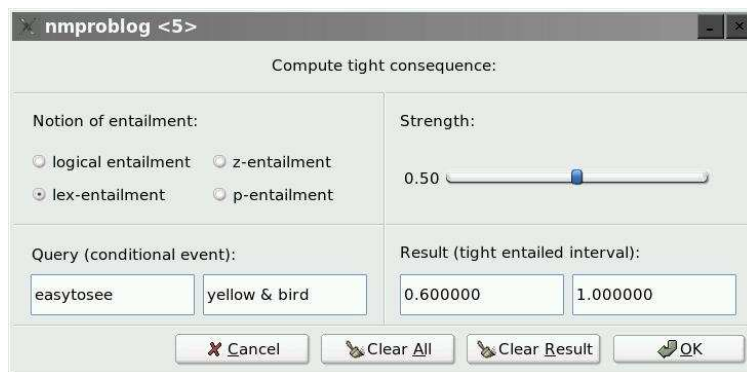 nmproblog <5>
Compute tight consequence:
Notion of entailment:
logical entailment
z-entailment
lex-entailment
p-entailment
Strength:
0.50
Query (conditional event):
easytosee
yellow & bird
Result (tight entailed interval):
0.600000
1.000000
Cancel
Clear All
Clear Result
OK